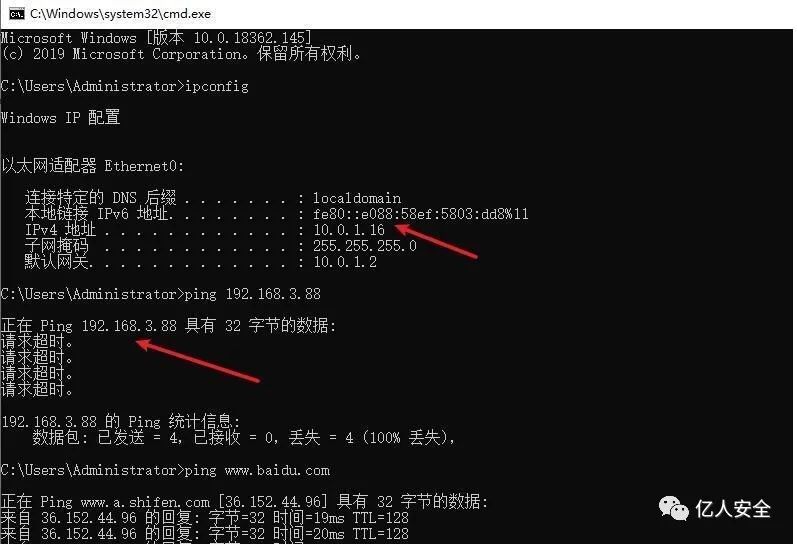 C:\Windows\system32\cmd.exe
Microsoft Windows [版本 10.0.18362.145]
(c) 2019 Microsoft Corporation。保留所有权利。
C:\Users\Administrator>ipconfig
Windows IP 配置
以太网适配器 Ethernet0:
连接特定的 DNS 后缀 . . . . . . . : localdomain
本地链接 IPv6 地址. . . . . . . . : fe80::e088:58ef:5803:dd8%11
IPv4 地址 . . . . . . . . . . . . : 10.0.1.16
子网掩码 . . . . . . . . . . . . : 255.255.255.0
默认网关. . . . . . . . . . . . . : 10.0.1.2
C:\Users\Administrator>ping 192.168.3.88
正在 Ping 192.168.3.88 具有 32 字节的数据:
请求超时。
请求超时。
请求超时。
请求超时。
192.168.3.88 的 Ping 统计信息:
数据包: 已发送 = 4，已接收 = 0，丢失 = 4 (100% 丢失)，
C:\Users\Administrator>ping www.baidu.com
正在 Ping www.a.shifen.com [36.152.44.96] 具有 32 字节的数据:
来自 36.152.44.96 的回复: 字节=32 时间=19ms TTL=128
来自 36.152.44.96 的回复: 字节=32 时间=20ms TTL=128
亿人安全